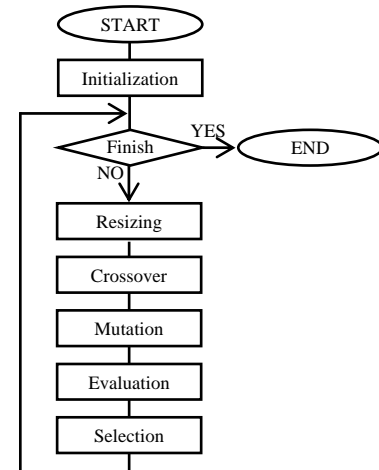 START
Initialization
Finish
YES
END
NO
Resizing
Crossover
Mutation
Evaluation
Selection